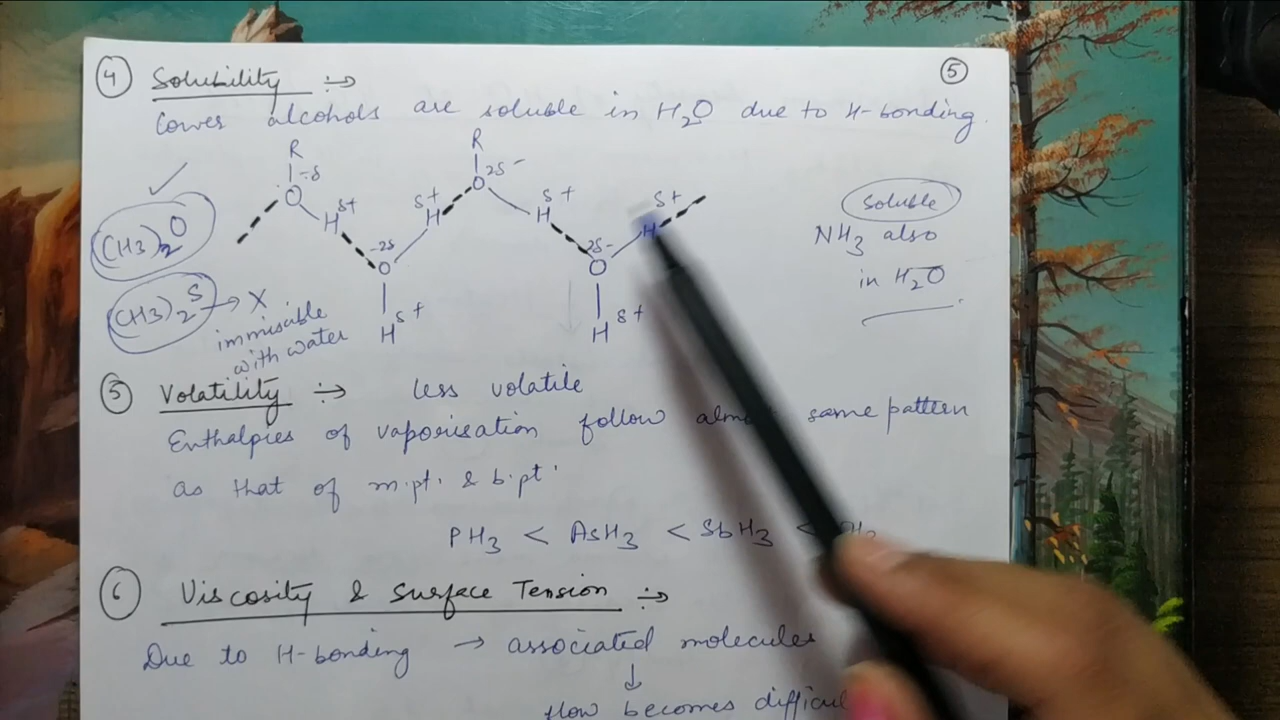 ④ Solubility :→
⑤
Lower alcohols are soluble in H2O due to H-bonding.
R R
-δ 2δ-
O H δ+ δ+ H O H δ+ δ+ H
-2δ 2δ-
O O
H δ+ H δ+
(CH3)2O
(CH3)2S → X
immiscible
with water
Soluble
NH3 also
in H2O
⑤ Volatility :→ less volatile
Enthalpies of vaporisation follow same pattern
as that of m.pt. & b.pt.
PH3 < AsH3 < SbH3 <
⑥ Viscosity & Surface Tension :→
Due to H-bonding → associated molecules
↓
flow becomes